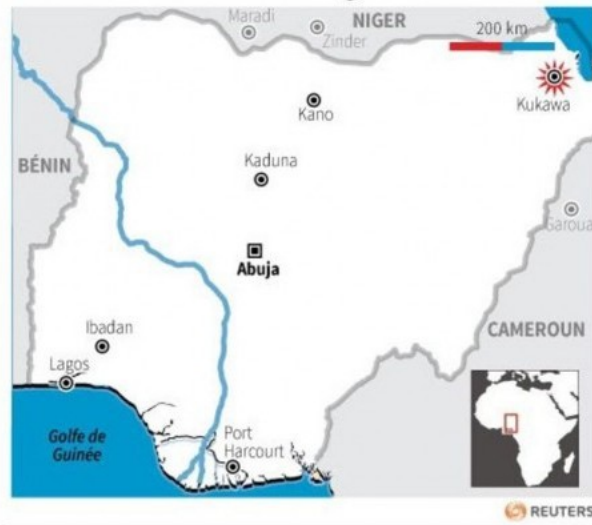 Maradi
NIGER
Zinder
200 km
Kukawa
Kano
BÉNIN
Kaduna
Garoua
Abuja
Ibadan
CAMEROUN
Lagos
Golfe de
Guinée
Port
Harcourt
REUTERS